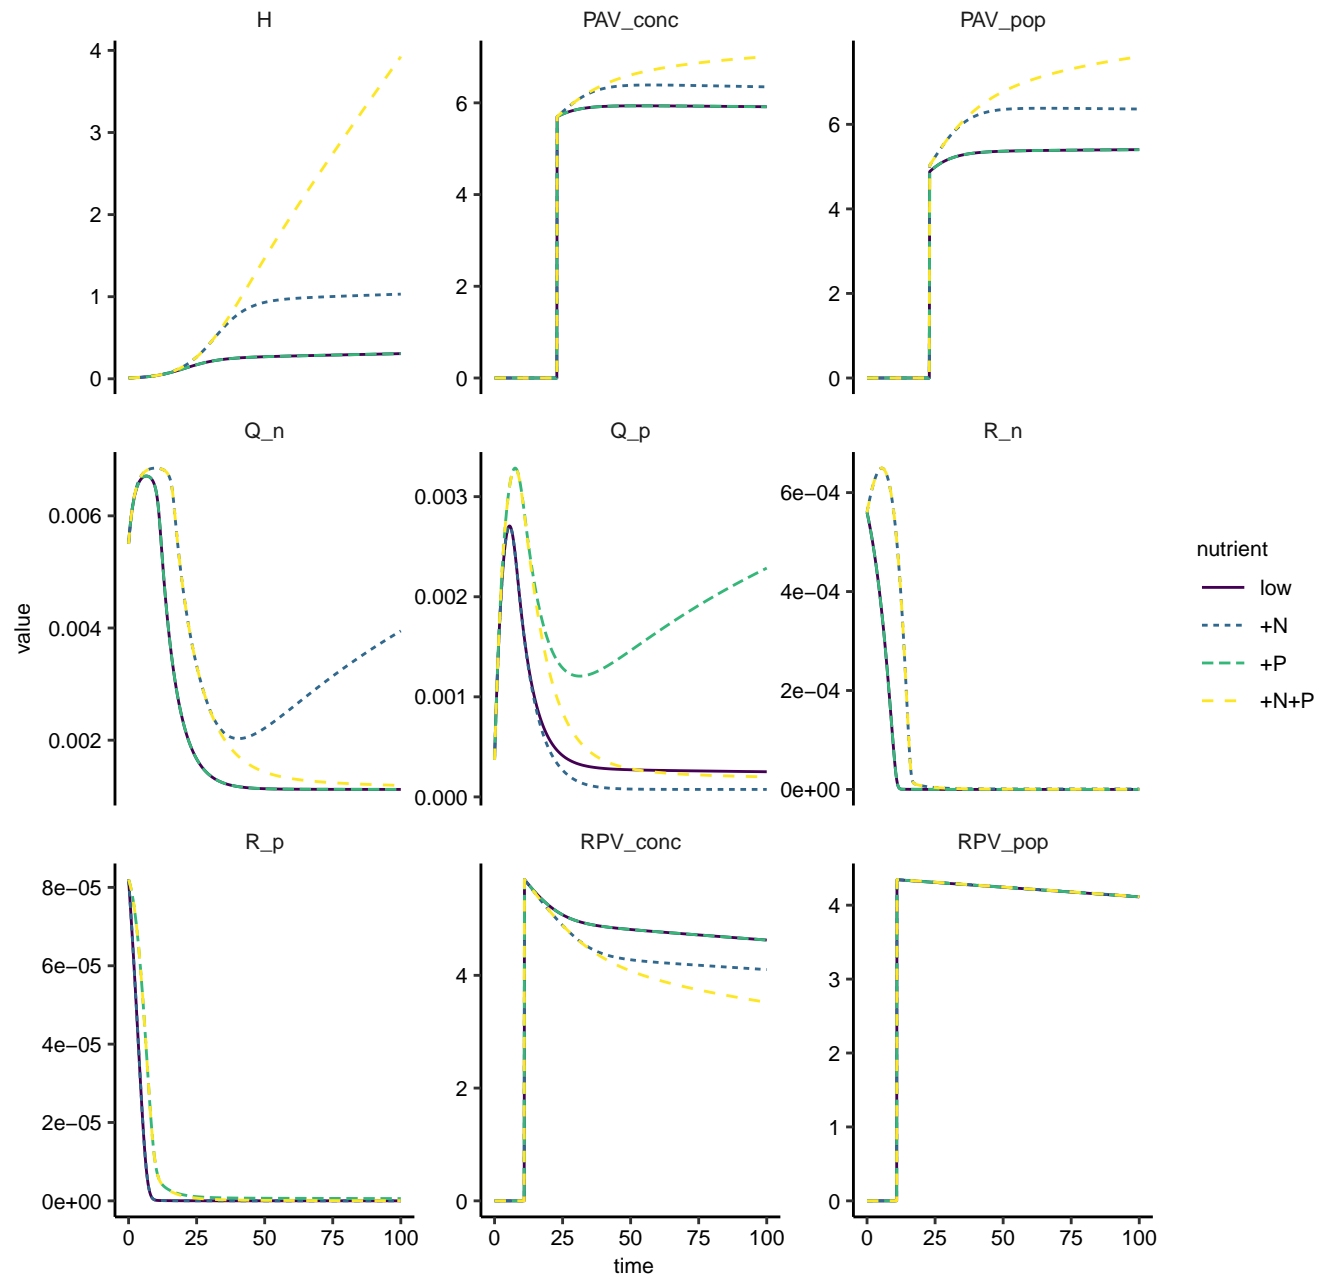 H
PAV_conc
PAV_pop
4
3
2
1
0
6
4
2
0
6
4
2
0
Q_n
Q_p
R_n
0.006
0.004
0.002
0.003
0.002
0.001
0.000
6e−04
4e−04
2e−04
0e+00
R_p
RPV_conc
RPV_pop
8e−05
6e−05
4e−05
2e−05
0e+00
4
2
0
4
3
2
1
0
0 25 50 75 100
0 25 50 75 100
0 25 50 75 100
time
value
nutrient
low
+N
+P
+N+P